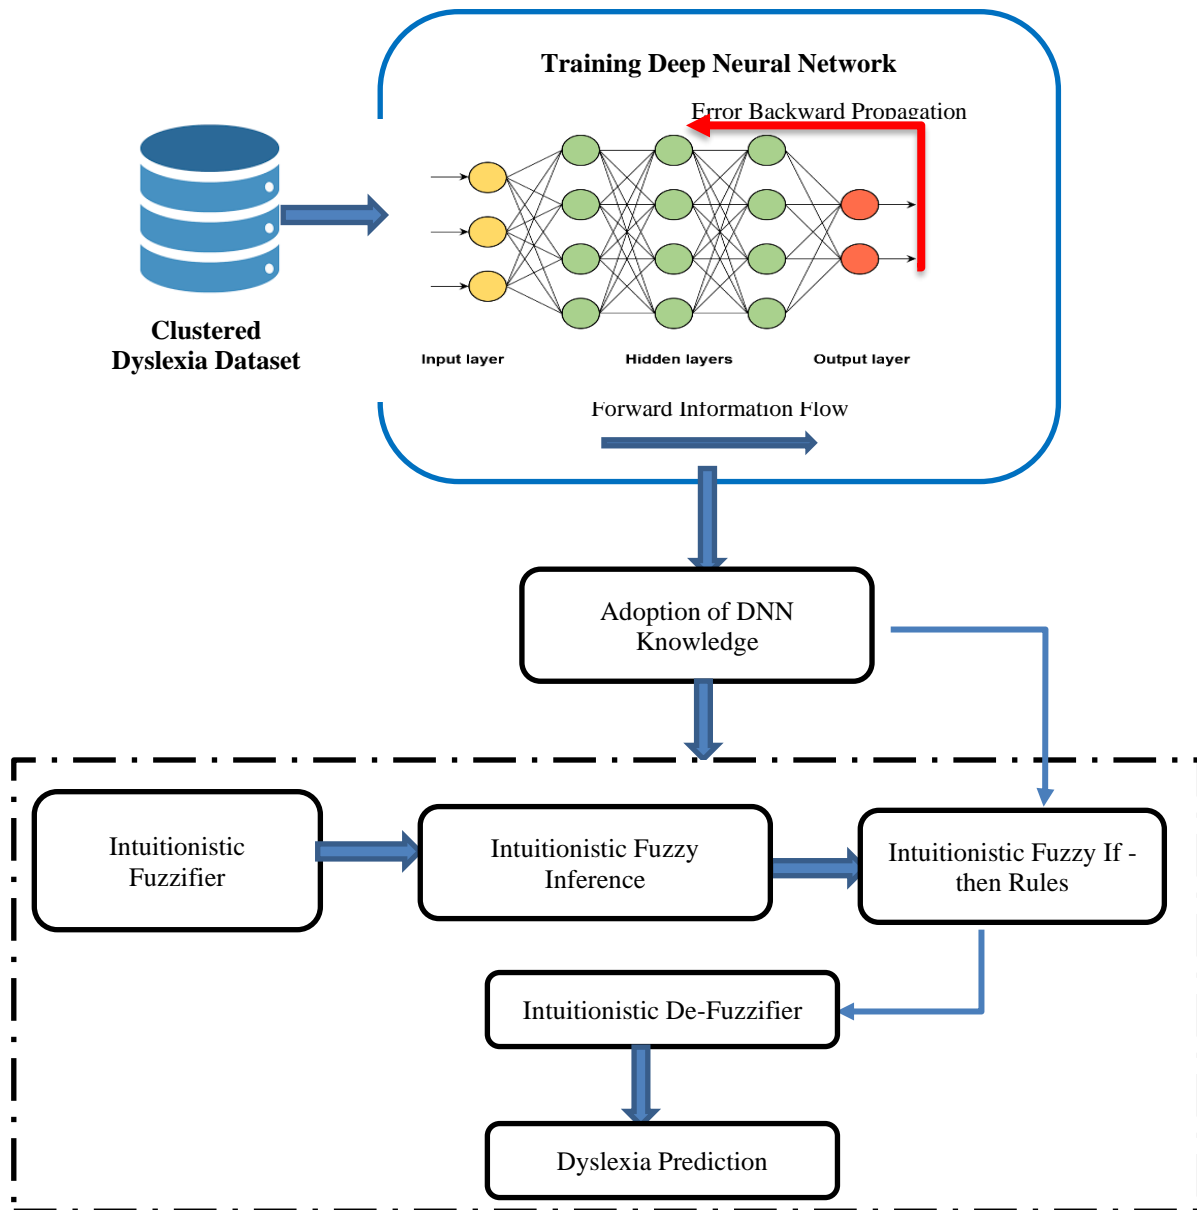 Training Deep Neural Network
Error Backward Propagation
Clustered
Dyslexia Dataset
Input layer
Hidden layers
Output layer
Forward Information Flow
Adoption of DNN
Knowledge
Intuitionistic
Fuzzifier
Intuitionistic Fuzzy
Inference
Intuitionistic Fuzzy If -
then Rules
Intuitionistic De-Fuzzifier
Dyslexia Prediction